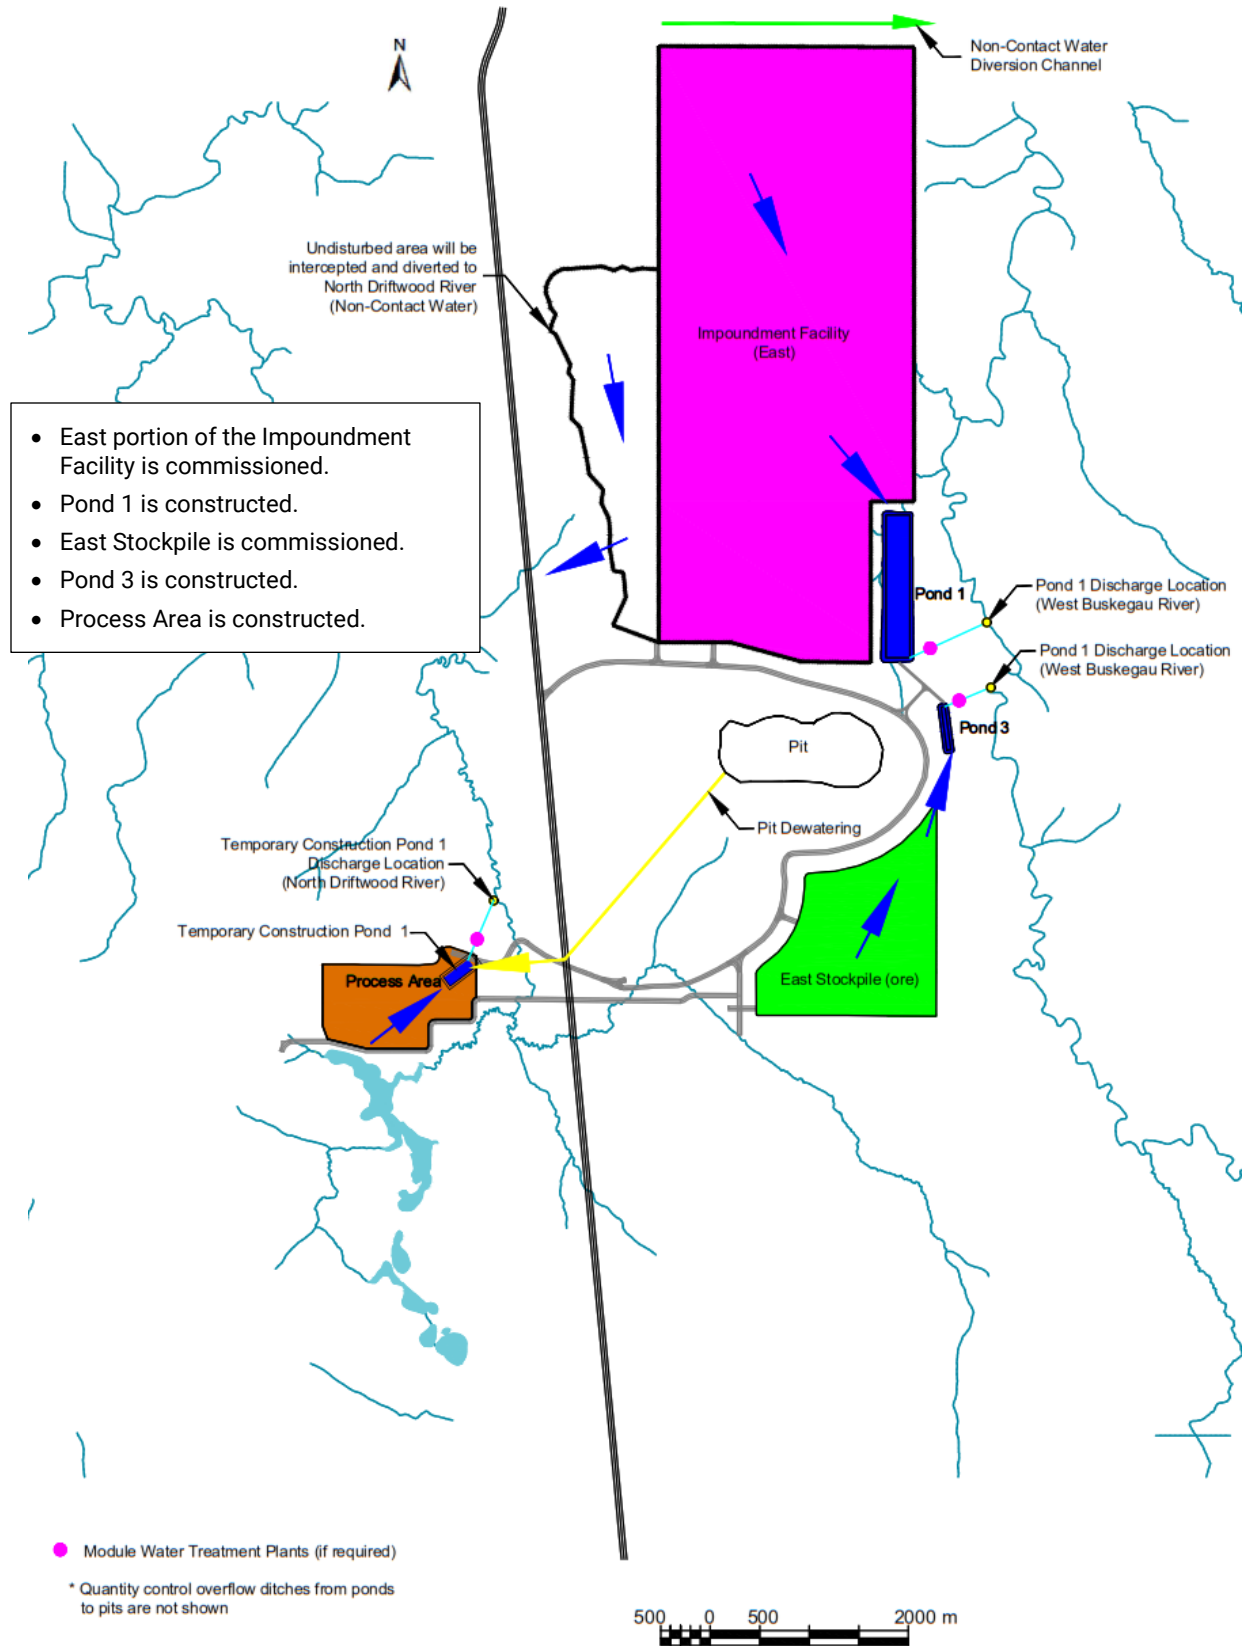 N
Non-Contact Water
Diversion Channel
Undisturbed area will be
intercepted and diverted to
North Driftwood River
(Non-Contact Water)
Impoundment Facility
(East)
• East portion of the Impoundment
Facility is commissioned.
• Pond 1 is constructed.
• East Stockpile is commissioned.
• Pond 3 is constructed.
• Process Area is constructed.
Pond 1
Pond 1 Discharge Location
(West Buskegau River)
Pond 1 Discharge Location
(West Buskegau River)
Pond 3
Pit
Pit Dewatering
Temporary Construction Pond 1
Discharge Location
(North Driftwood River)
Temporary Construction Pond 1
Process Area
East Stockpile (ore)
Module Water Treatment Plants (if required)
* Quantity control overflow ditches from ponds
to pits are not shown
500 0 500 2000 m